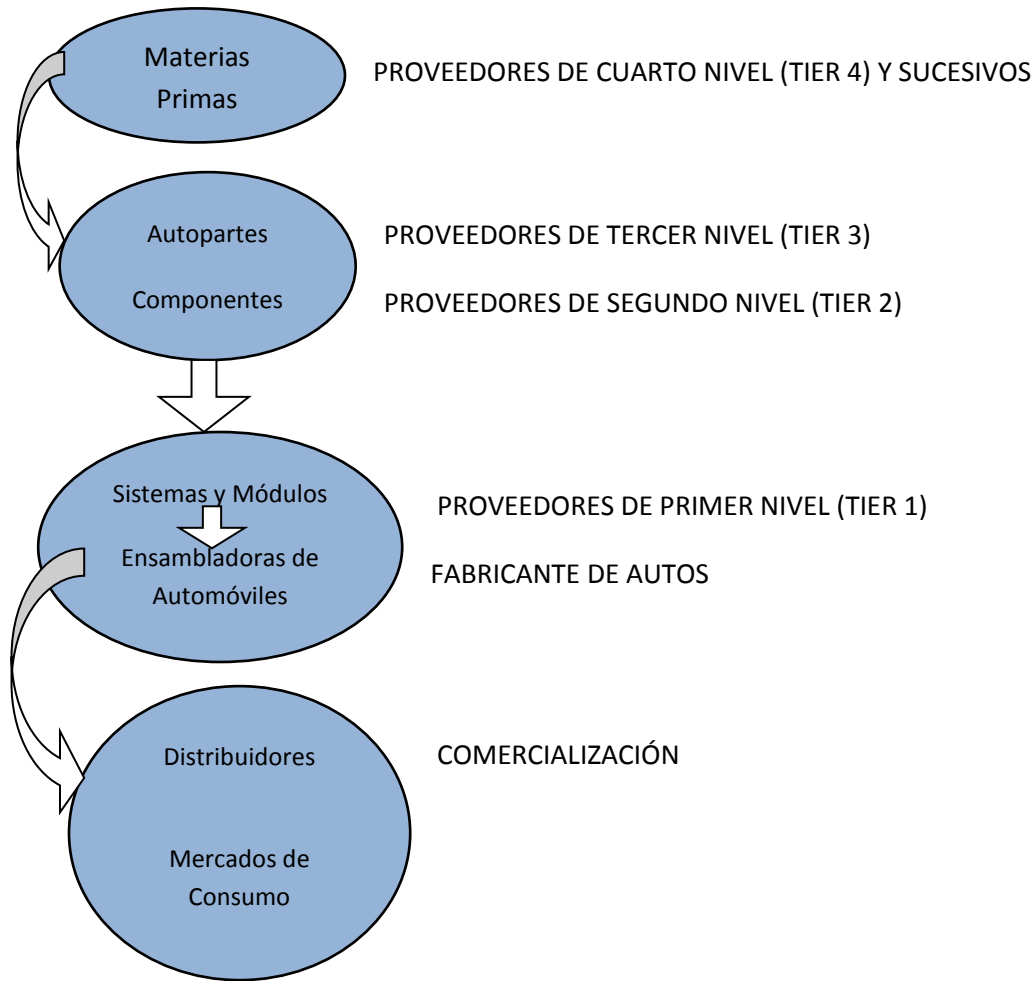 Materias
Primas
PROVEEDORES DE CUARTO NIVEL (TIER 4) Y SUCESIVOS
Autopartes
PROVEEDORES DE TERCER NIVEL (TIER 3)
Componentes
PROVEEDORES DE SEGUNDO NIVEL (TIER 2)
Sistemas y Módulos
PROVEEDORES DE PRIMER NIVEL (TIER 1)
Ensambladoras de
Automóviles
FABRICANTE DE AUTOS
Distribuidores
COMERCIALIZACIÓN
Mercados de
Consumo